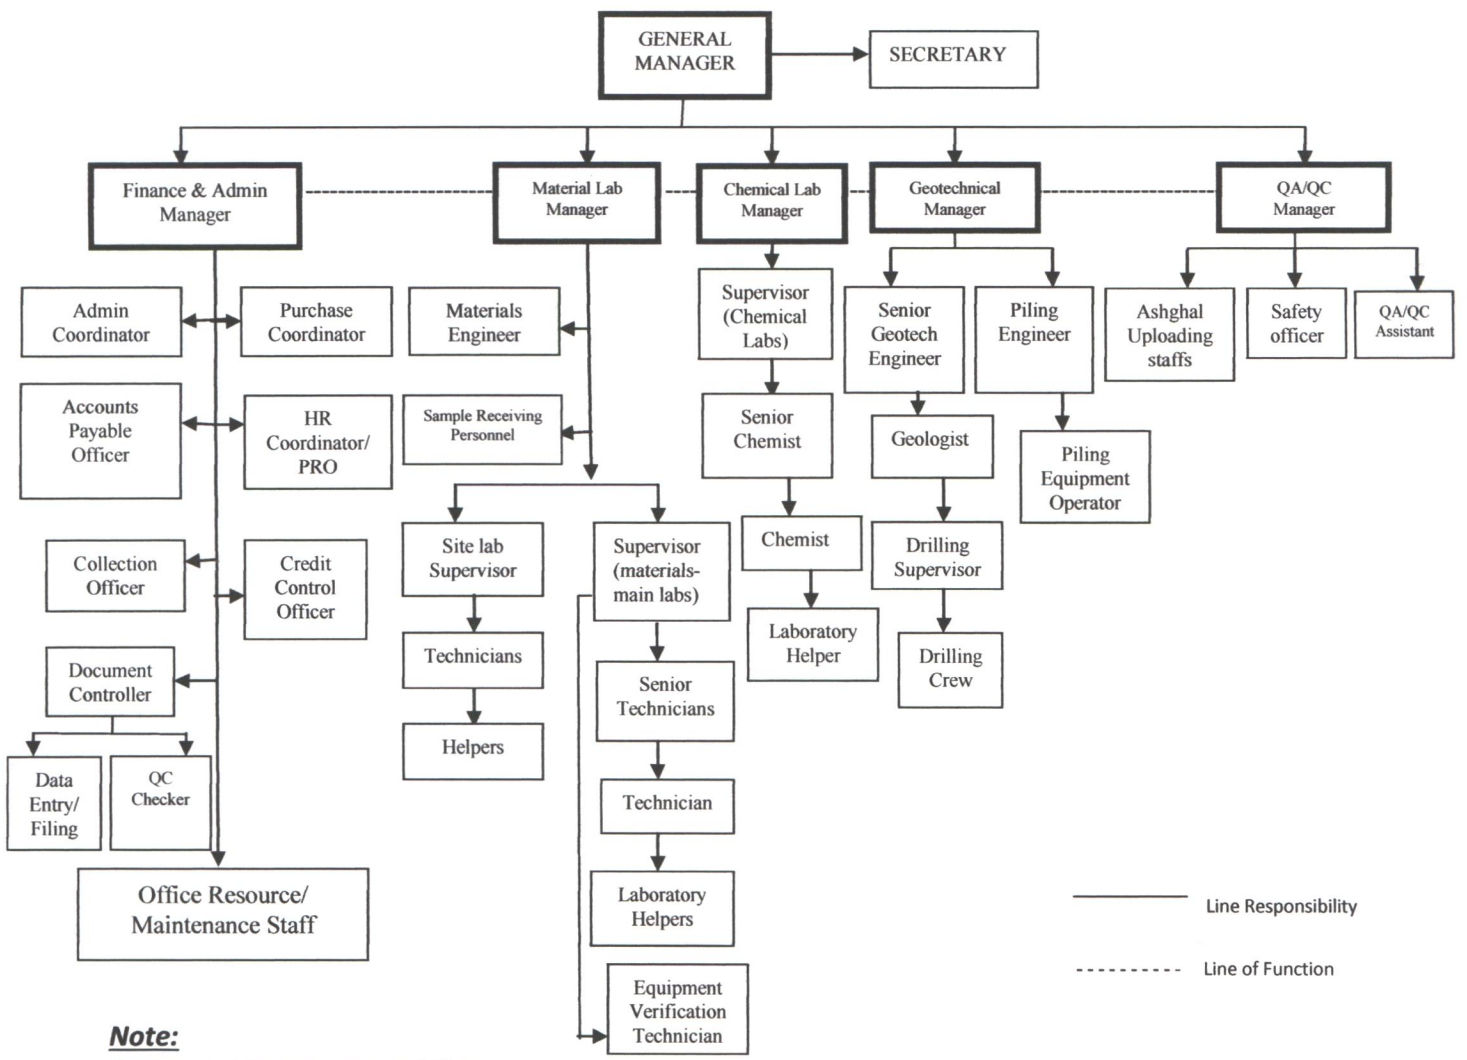 GENERAL
MANAGER
SECRETARY
Finance & Admin
Manager
Material Lab
Manager
Chemical Lab
Manager
Geotechnical
Manager
QA/QC
Manager
Admin
Coordinator
Purchase
Coordinator
Materials
Engineer
Supervisor
(Chemical
Labs)
Senior
Geotech
Engineer
Piling
Engineer
Ashghal
Uploading
staffs
Safety
officer
QA/QC
Assistant
Accounts
Payable
Officer
HR
Coordinator/
PRO
Sample Receiving
Personnel
Senior
Chemist
Geologist
Piling
Equipment
Operator
Collection
Officer
Credit
Control
Officer
Site lab
Supervisor
Supervisor
(materials-
main labs)
Chemist
Drilling
Supervisor
Document
Controller
Technicians
Senior
Technicians
Laboratory
Helper
Drilling
Crew
Data
Entry/
Filing
QC
Checker
Helpers
Technician
Office Resource/
Maintenance Staff
Laboratory
Helpers
Line Responsibility
Line of Function
Equipment
Verification
Technician
Note: